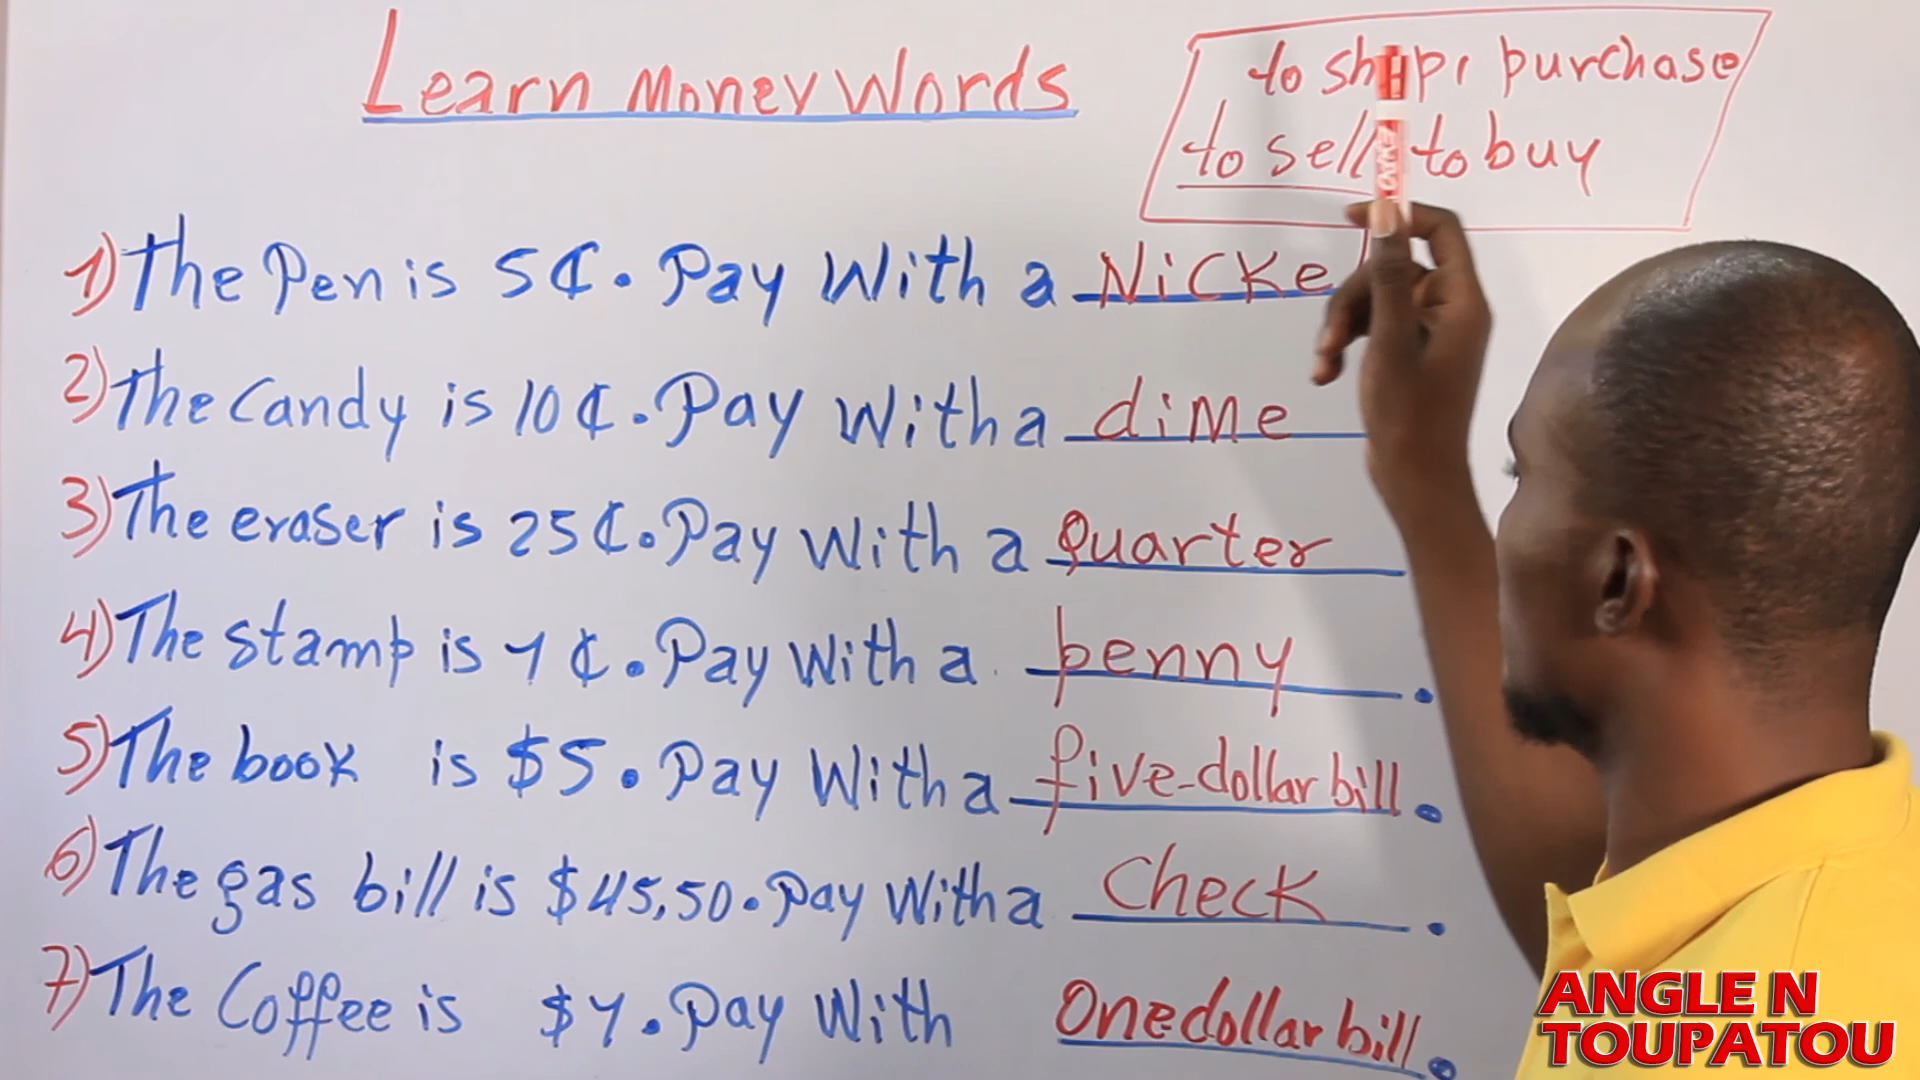 Learn Money Words
to shop, purchase
to sell to buy
1) The Pen is 5¢. Pay With a Nickel
2) The Candy is 10¢. Pay With a dime
3) The eraser is 25¢. Pay With a Quarter
4) The stamp is 1¢. Pay With a penny.
5) The book is $5. Pay With a five-dollar bill.
6) The gas bill is $45,50. Pay With a Check.
7) The Coffee is $1. Pay With One dollar bill.
EXPO
ANGLE N
TOUPATOU